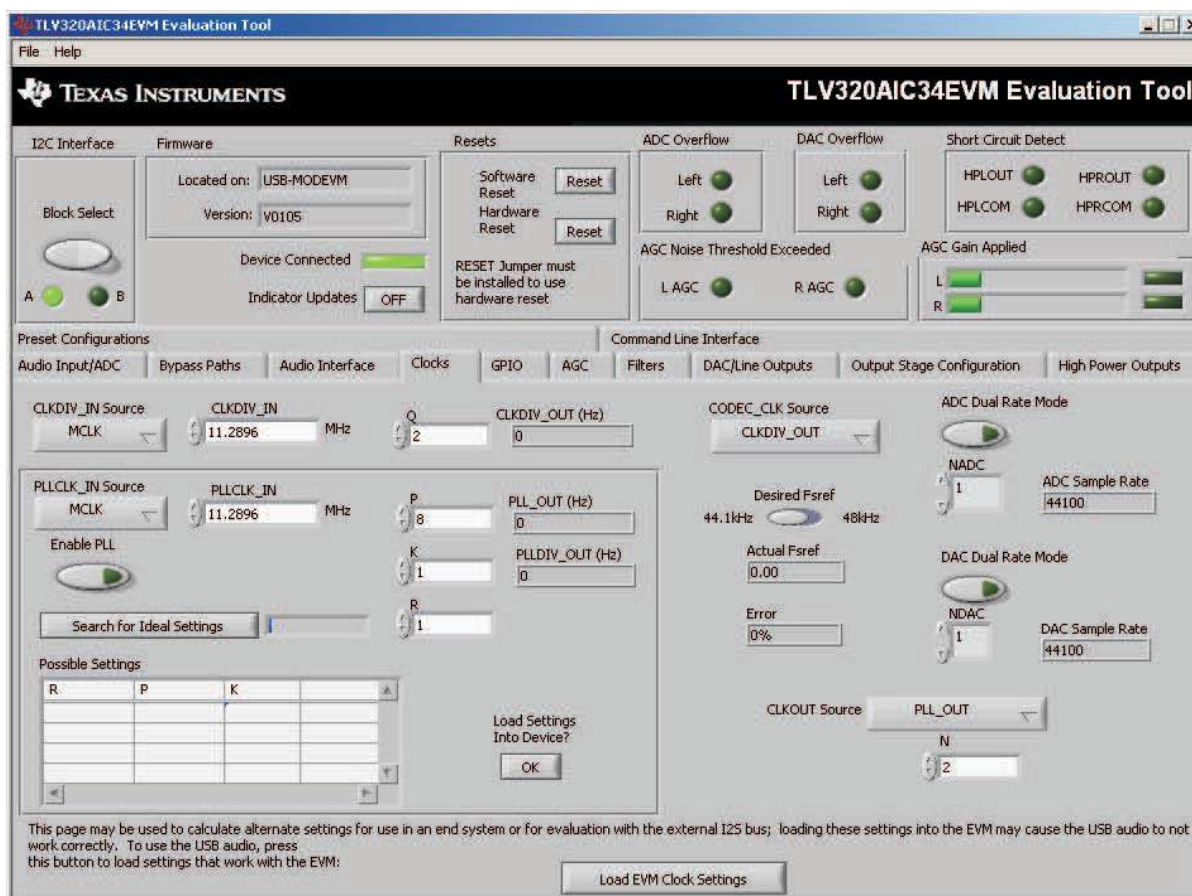 TLV320AIC34EVM Evaluation Tool
File Help
TEXAS INSTRUMENTS
TLV320AIC34EVM Evaluation Tool
I2C Interface
Block Select
A B
Firmware
Located on: USB-MODEVM
Version: V0105
Device Connected
Indicator Updates OFF
Resets
Software Reset Reset
Hardware Reset Reset
RESET Jumper must
be installed to use
hardware reset
ADC Overflow
Left
Right
DAC Overflow
Left
Right
Short Circuit Detect
HPLOUT HPROUT
HPLCOM HPRCOM
AGC Noise Threshold Exceeded
L AGC R AGC
AGC Gain Applied
L
R
Preset Configurations Command Line Interface
Audio Input/ADC Bypass Paths Audio Interface Clocks GPIO AGC Filters DAC/Line Outputs Output Stage Configuration High Power Outputs
CLKDIV_IN Source
MCLK
CLKDIV_IN
11.2896 MHz
Q
2
CLKDIV_OUT (Hz)
0
PLLCLK_IN Source
MCLK
PLLCLK_IN
11.2896 MHz
P
8
PLL_OUT (Hz)
0
Enable PLL
K
1
PLLDIV_OUT (Hz)
0
R
1
Search for Ideal Settings
Possible Settings
R P K
Load Settings
Into Device?
OK
CODEC_CLK Source
CLKDIV_OUT
Desired Fsref
44.1kHz 48kHz
Actual Fsref
0.00
Error
0%
ADC Dual Rate Mode
NADC
1
ADC Sample Rate
44100
DAC Dual Rate Mode
NDAC
1
DAC Sample Rate
44100
CLKOUT Source PLL_OUT
N
2
This page may be used to calculate alternate settings for use in an end system or for evaluation with the external I2S bus; loading these settings into the EVM may cause the USB audio to not
work correctly. To use the USB audio, press
this button to load settings that work with the EVM:
Load EVM Clock Settings